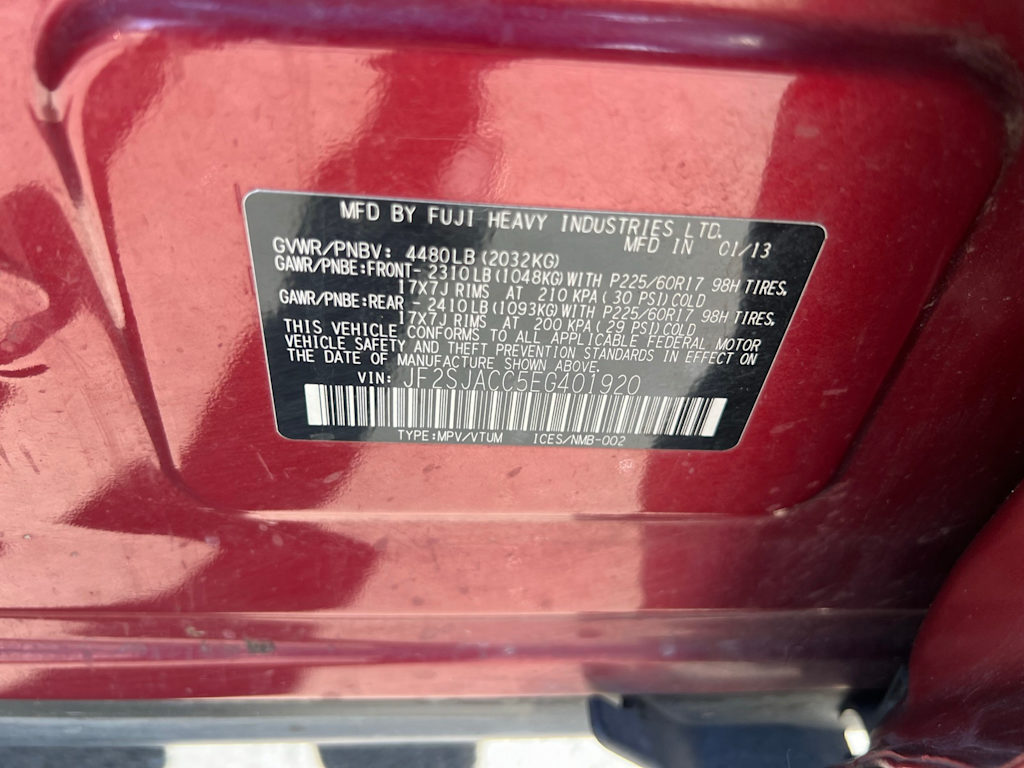 MFD BY FUJI HEAVY INDUSTRIES LTD.
MFD IN 01/13
GVWR/PNBV: 4480LB(2032KG)
GAWR/PNBE:FRONT- 2310LB(1048KG)WITH P225/60R17 98H TIRES,
17X7J RIMS AT 210 KPA(30 PSI)COLD
GAWR/PNBE:REAR - 2410LB(1093KG)WITH P225/60R17 98H TIRES,
17X7J RIMS AT 200 KPA(29 PSI)COLD
THIS VEHICLE CONFORMS TO ALL APPLICABLE FEDERAL MOTOR
VEHICLE SAFETY AND THEFT PREVENTION STANDARDS IN EFFECT ON
THE DATE OF MANUFACTURE SHOWN ABOVE.
VIN: JF2SJACC5EG401920
TYPE:MPV/VTUM ICES/NMB-002